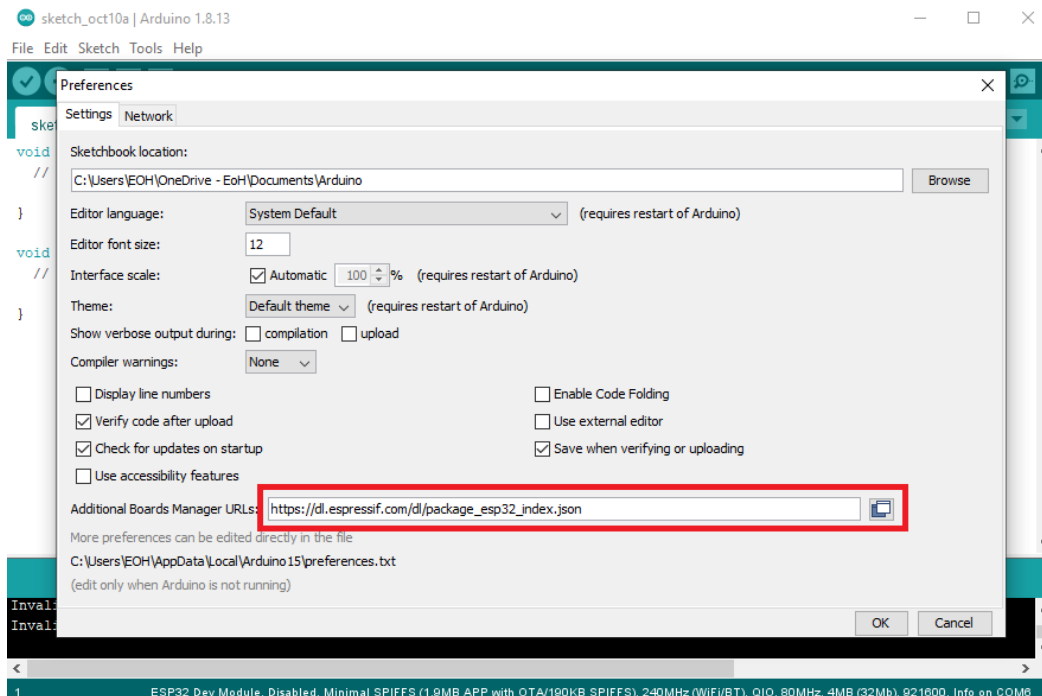 sketch_oct10a | Arduino 1.8.13
File Edit Sketch Tools Help
Preferences
Settings Network
Sketchbook location:
C:\Users\EOH\OneDrive - EoH\Documents\Arduino Browse
Editor language: System Default (requires restart of Arduino)
Editor font size: 12
Interface scale: Automatic 100 % (requires restart of Arduino)
Theme: Default theme (requires restart of Arduino)
Show verbose output during: compilation upload
Compiler warnings: None
Display line numbers Enable Code Folding
Verify code after upload Use external editor
Check for updates on startup Save when verifying or uploading
Use accessibility features
Additional Boards Manager URLs: https://dl.espressif.com/dl/package_esp32_index.json
More preferences can be edited directly in the file
C:\Users\EOH\AppData\Local\Arduino15\preferences.txt
(edit only when Arduino is not running)
OK Cancel
void
//
}
void
//
}
1 ESP32 Dev Module, Disabled, Minimal SPIFFS (1.9MB APP with OTA/190KB SPIFFS), 240MHz (WiFi/BT), QIO, 80MHz, 4MB (32Mb), 921600, Info on COM6